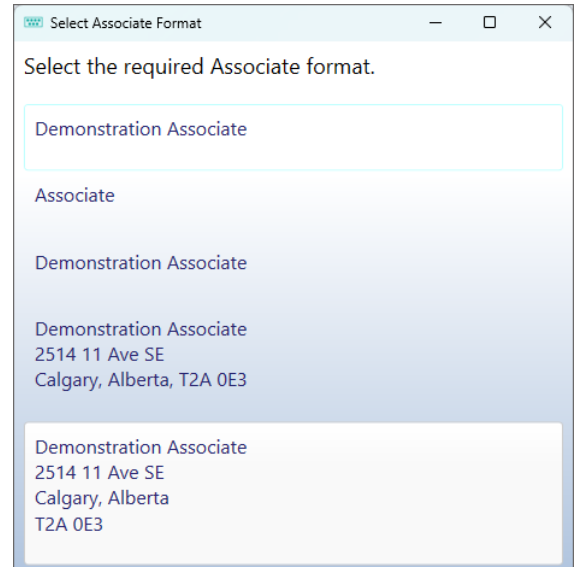 Select Associate Format
Select the required Associate format.
Demonstration Associate
Associate
Demonstration Associate
Demonstration Associate
2514 11 Ave SE
Calgary, Alberta, T2A 0E3
Demonstration Associate
2514 11 Ave SE
Calgary, Alberta
T2A 0E3